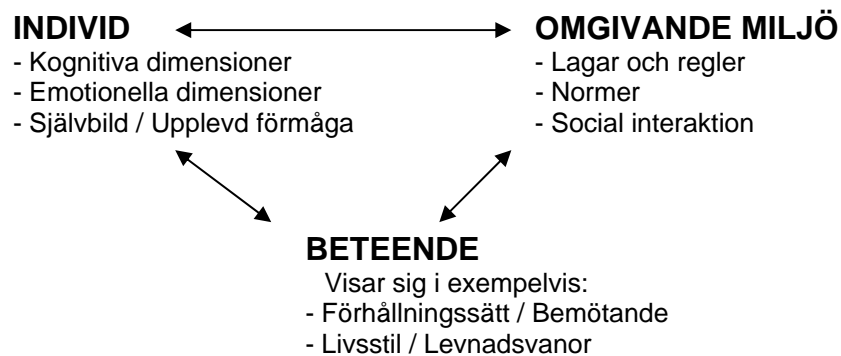 INDIVID
- Kognitiva dimensioner
- Emotionella dimensioner
- Självbild / Upplevd förmåga
OMGIVANDE MILJÖ
- Lagar och regler
- Normer
- Social interaktion
BETEENDE
Visar sig i exempelvis:
- Förhållningssätt / Bemötande
- Livsstil / Levnadsvanor